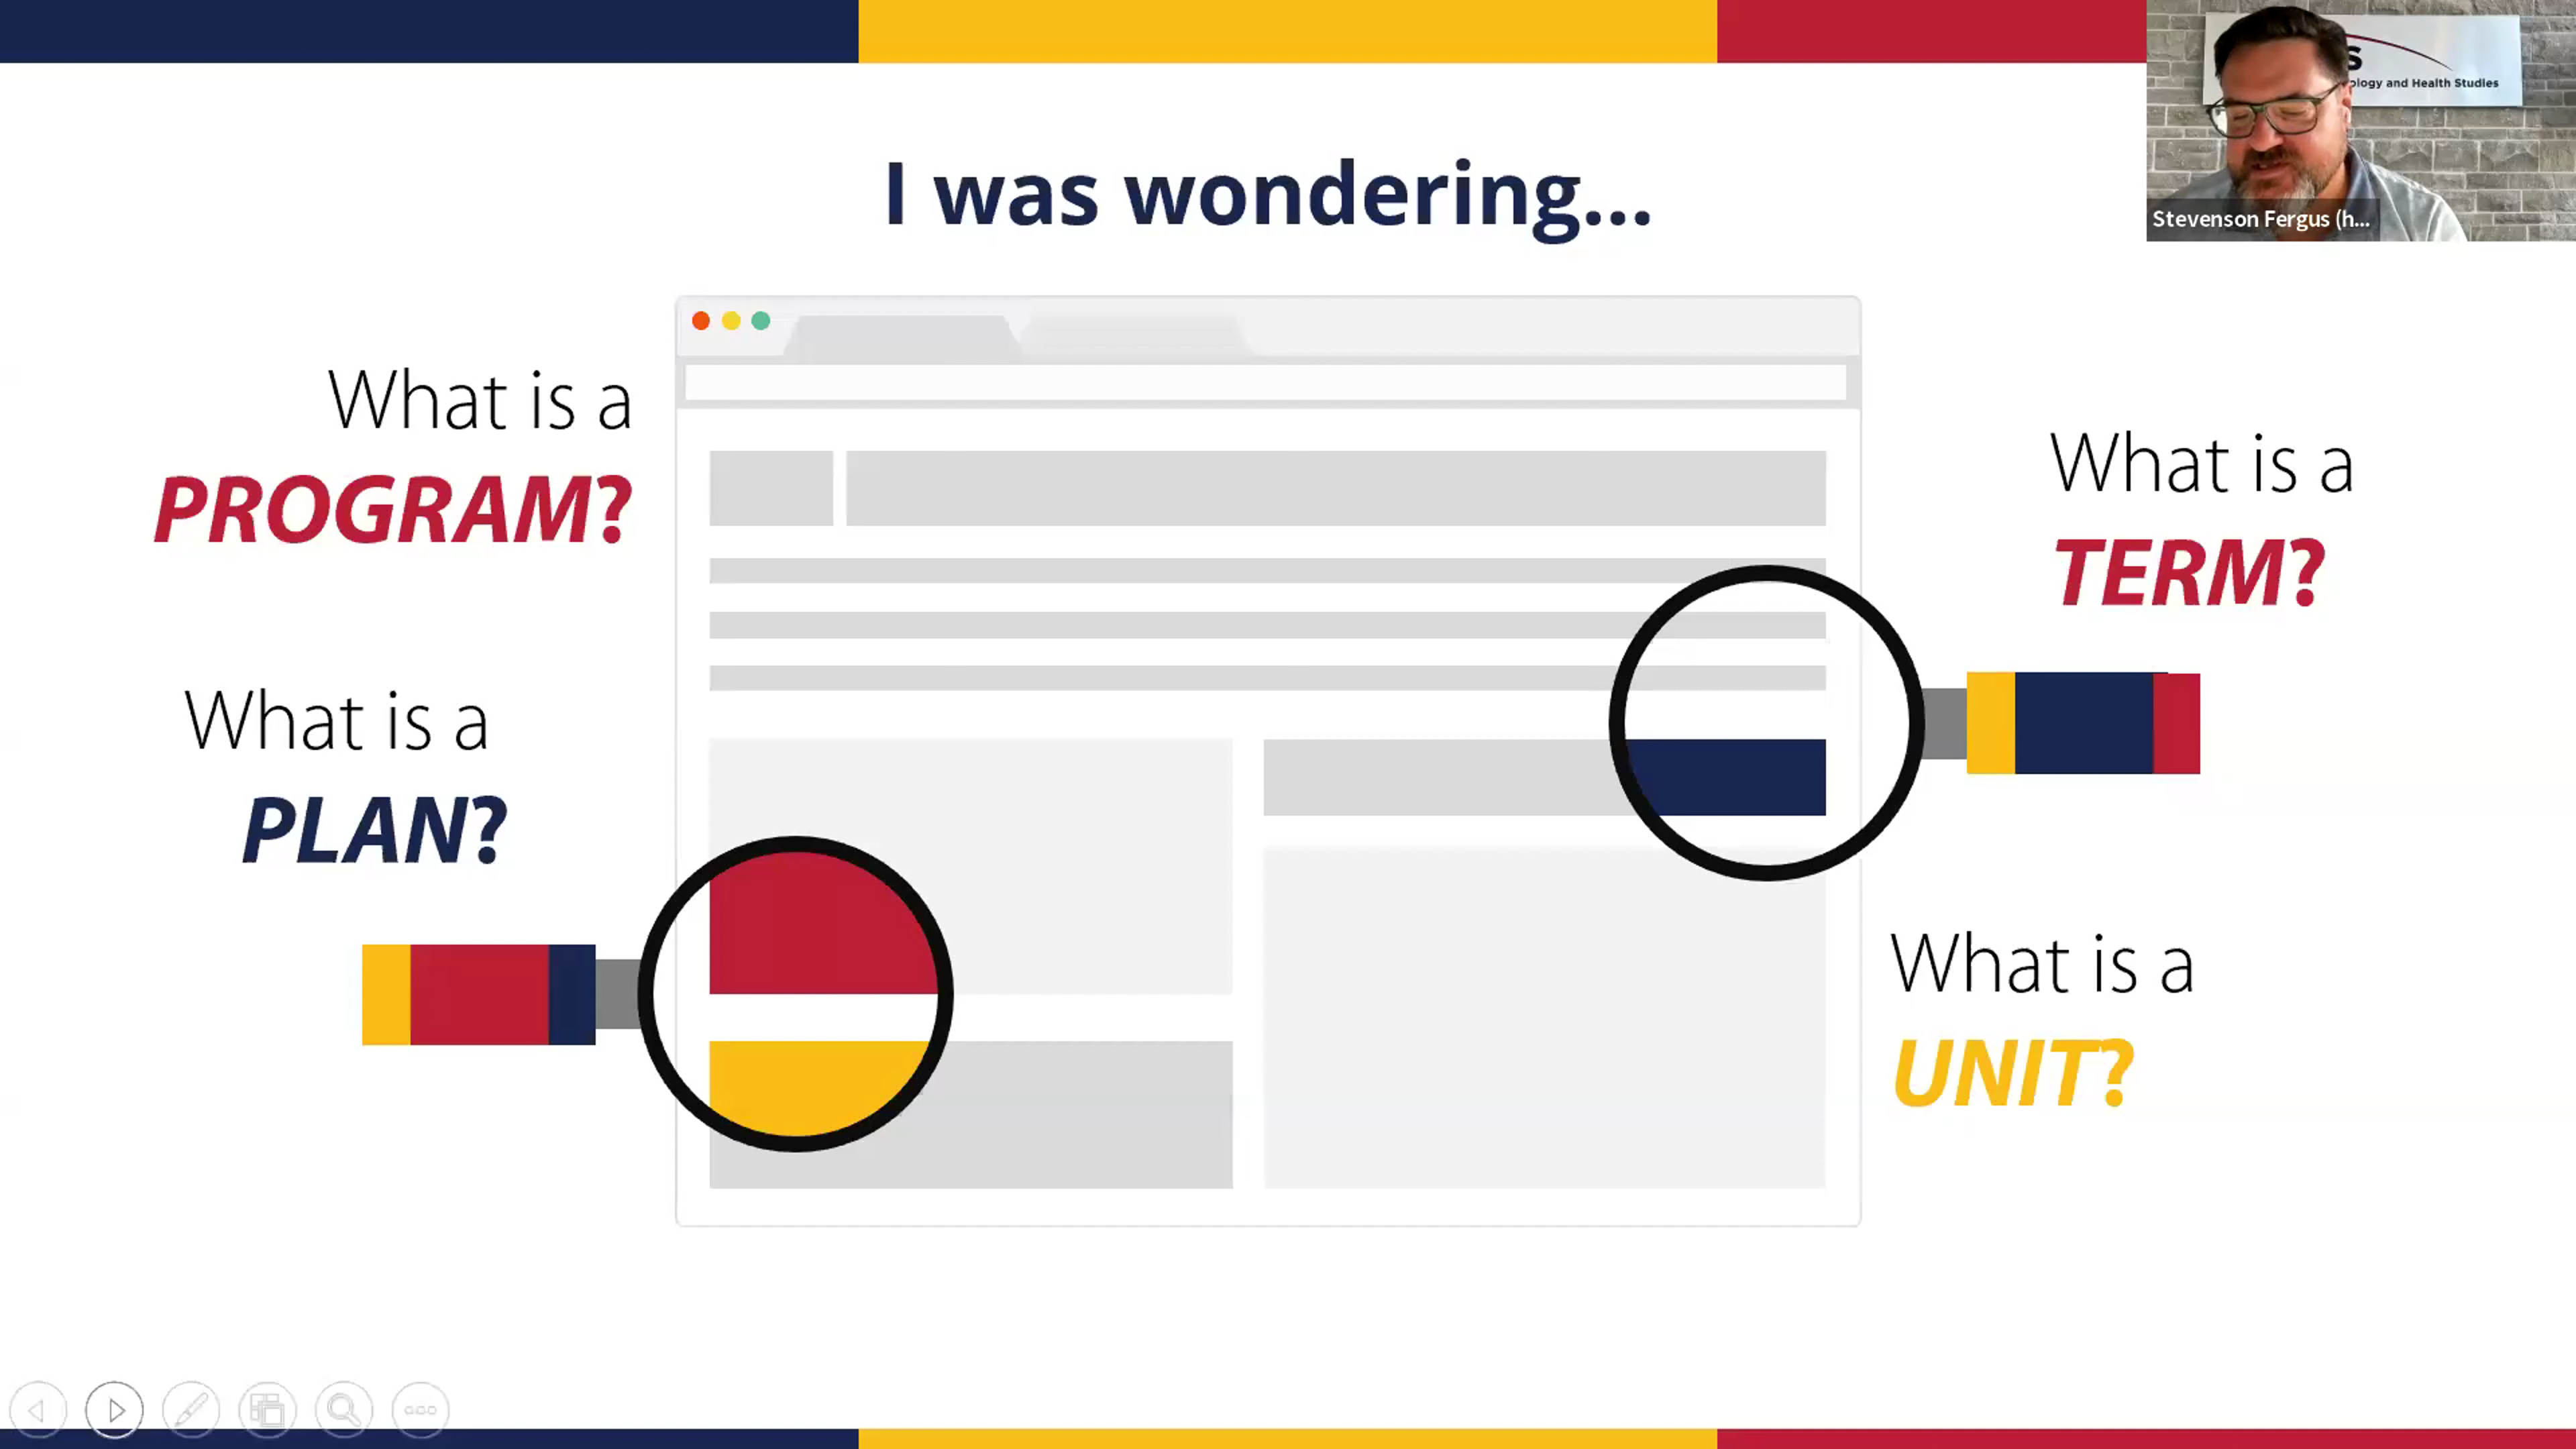 I was wondering...
What is a
PROGRAM?
What is a
PLAN?
What is a
TERM?
What is a
UNIT?
ology and Health Studies
Stevenson Fergus (h...